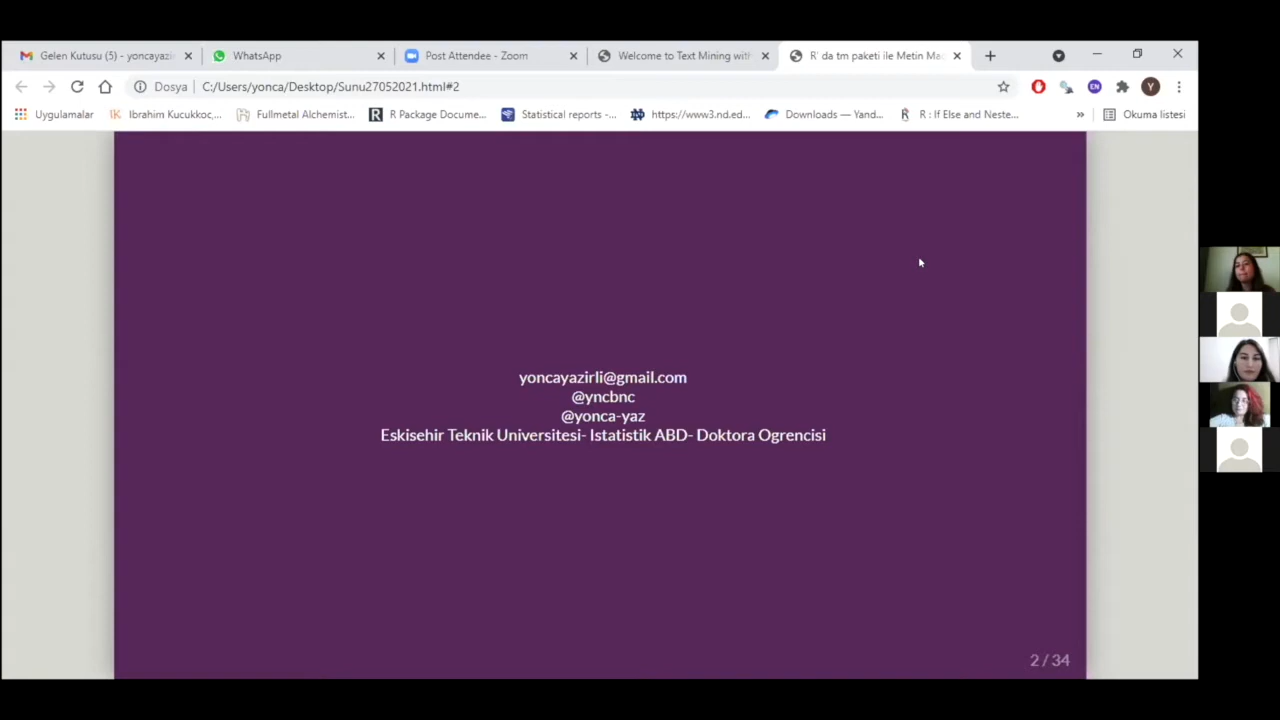 Gelen Kutusu (5) - yoncayazir
WhatsApp
Post Attendee - Zoom
Welcome to Text Mining with
R' da tm paketi ile Metin Mac
Dosya
C:/Users/yonca/Desktop/Sunu27052021.html#2
EN
Y
Uygulamalar
Ibrahim Kucukkoc,...
Fullmetal Alchemist...
R Package Docume...
Statistical reports -...
https://www3.nd.ed...
Downloads — Yand...
R : If Else and Neste...
»
Okuma listesi
yoncayazirli@gmail.com
@yncbnc
@yonca-yaz
Eskisehir Teknik Universitesi- Istatistik ABD- Doktora Ogrencisi
2 / 34